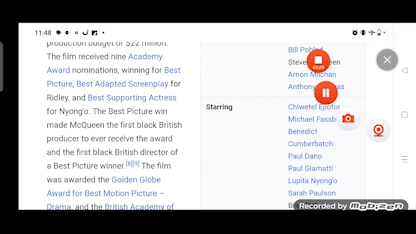 11:48
production budget of $22 million.
The film received nine Academy
Award nominations, winning for Best
Picture, Best Adapted Screenplay for
Ridley, and Best Supporting Actress
for Nyong'o. The Best Picture win
made McQueen the first black British
producer to ever receive the award
and the first black British director of
a Best Picture winner.[8][9] The film
was awarded the Golden Globe
Award for Best Motion Picture –
Drama, and the British Academy of
Bill Pohlad
Arnon Milchan
Starring
Chiwetel Ejiofor
Michael Fassb
Benedict
Cumberbatch
Paul Dano
Paul Giamatti
Lupita Nyong'o
Sarah Paulson
Recorded by Mobizen